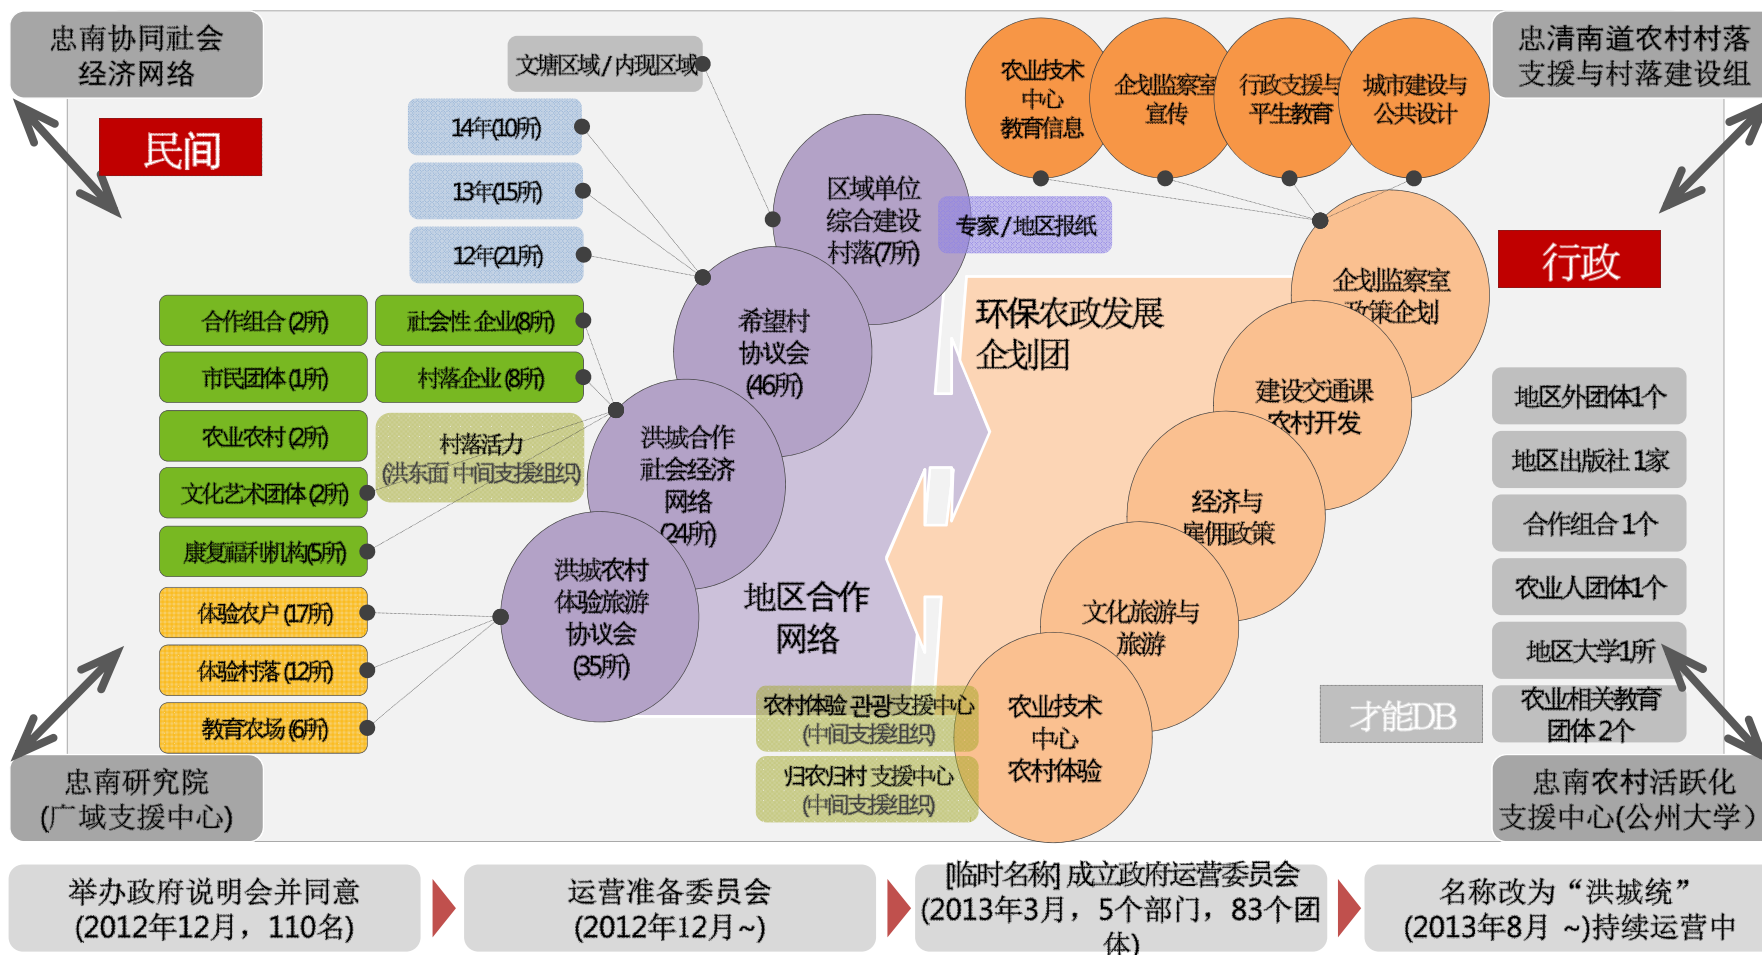 忠南协同社会
经济网络
民间
文塘区域 / 内现区域
14年(10所)
13年(15所)
12年(21所)
合作组合 (2所)
社会性 企业(8所)
市民团体 (1所)
村落企业 (8所)
农业农村 (2所)
村落活力
(洪东面 中间支援组织)
文化艺术团体 (2所)
康复福利机构(5所)
体验农户 (17所)
体验村落 (12所)
教育农场 (6所)
忠南研究院
(广域支援中心)
区域单位
综合建设
村落(7所)
希望村
协议会
(46所)
洪城合作
社会经济
网络
(24所)
洪城农村
体验旅游
协议会
(35所)
地区合作
网络
农村体验 관광支援中心
(中间支援组织)
归农归村 支援中心
(中间支援组织)
专家 / 地区报纸
环保农政发展
企划团
农业技术
中心
教育信息
企划监察室
宣传
行政支援与
平生教育
城市建设与
公共设计
企划监察室
政策企划
建设交通课
农村开发
经济与
雇佣政策
文化旅游与
旅游
农业技术
中心
农村体验
忠清南道农村村落
支援与村落建设组
行政
地区外团体1个
地区出版社 1家
合作组合 1个
农业人团体1个
地区大学1所
农业相关教育
团体 2个
才能DB
忠南农村活跃化
支援中心(公州大学）
举办政府说明会并同意
(2012年12月，110名)
运营准备委员会
(2012年12月~)
[临时名称] 成立政府运营委员会
(2013年3月，5个部门，83个团
体)
名称改为“洪城统”
(2013年8月 ~)持续运营中